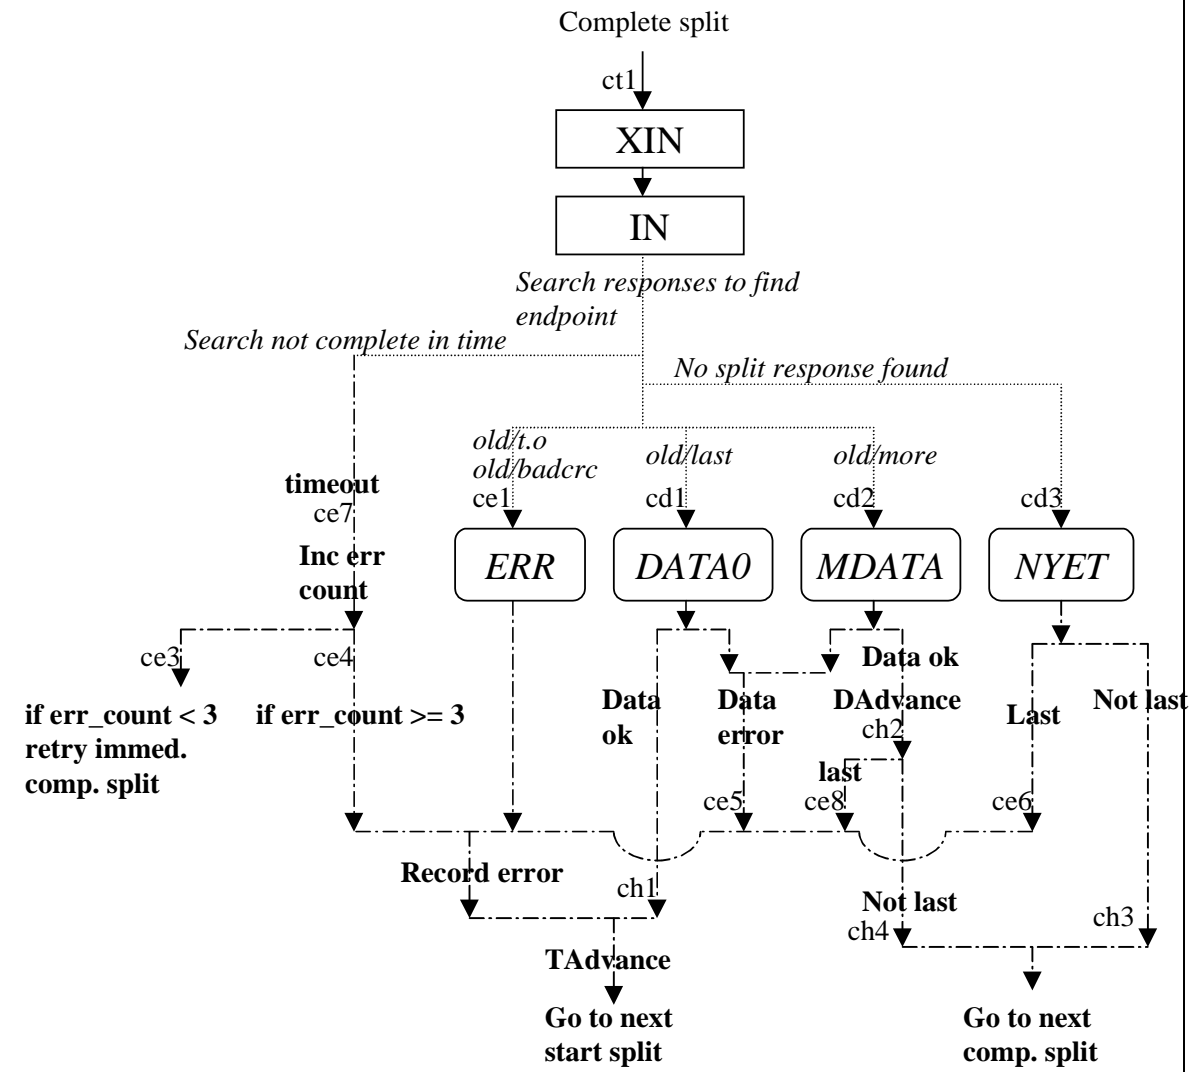 Complete split
ct1
XIN
IN
Search responses to find
endpoint
Search not complete in time
No split response found
old/t.o
old/badcrc
old/last
old/more
timeout
ce7
ce1
cd1
cd2
cd3
Inc err
count
ERR
DATA0
MDATA
NYET
ce3
ce4
Data ok
if err_count < 3
retry immed.
comp. split
if err_count >= 3
Data
ok
Data
error
DAdvance
ch2
Last
Not last
last
ce5
ce8
ce6
Record error
ch1
Not last
ch4
ch3
TAdvance
Go to next
start split
Go to next
comp. split